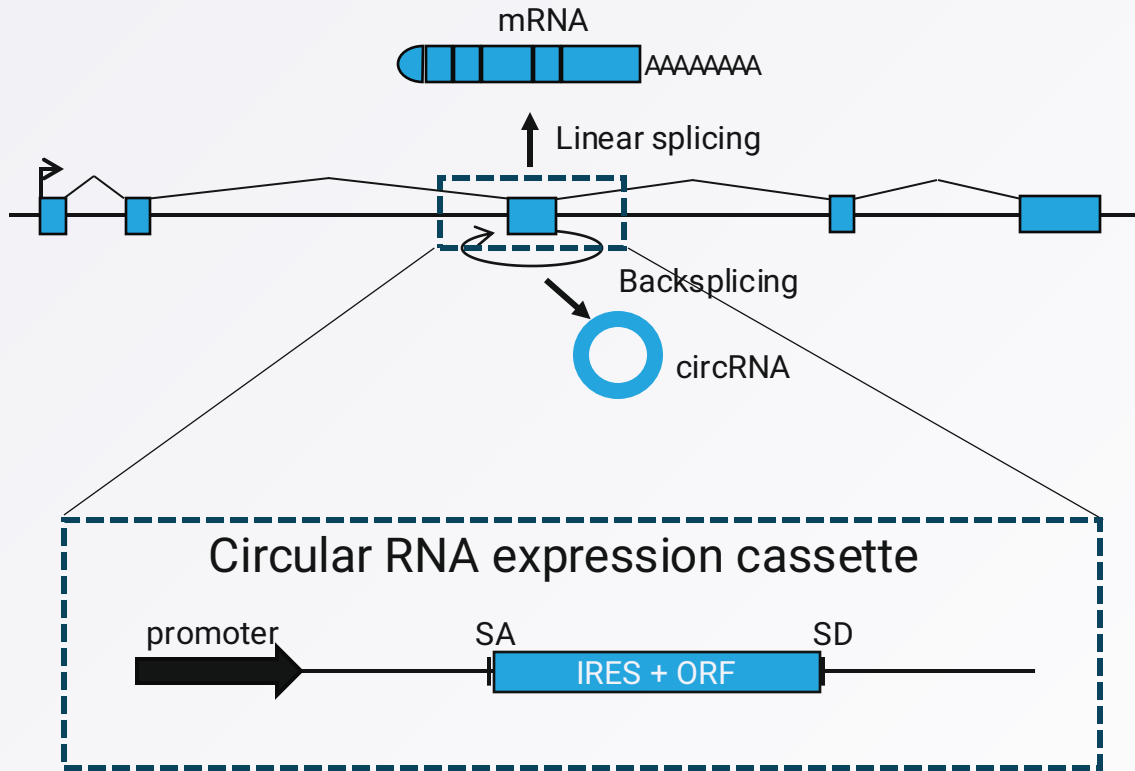 mRNA
AAAAAAAA
Linear splicing
Backsplicing
circRNA
Circular RNA expression cassette
promoter
SA
SD
IRES + ORF